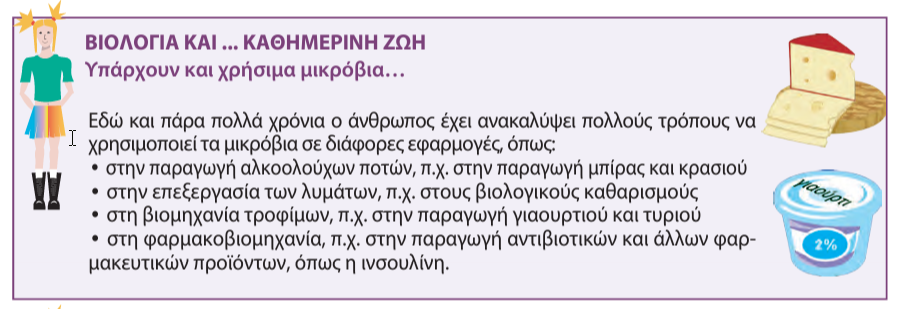 ΒΙΟΛΟΓΙΑ ΚΑΙ ... ΚΑΘΗΜΕΡΙΝΗ ΖΩΗ
Υπάρχουν και χρήσιμα μικρόβια...
Εδώ και πάρα πολλά χρόνια ο άνθρωπος έχει ανακαλύψει πολλούς τρόπους να
χρησιμοποιεί τα μικρόβια σε διάφορες εφαρμογές, όπως:
• στην παραγωγή αλκοολούχων ποτών, π.χ. στην παραγωγή μπίρας και κρασιού
• στην επεξεργασία των λυμάτων, π.χ. στους βιολογικούς καθαρισμούς
• στη βιομηχανία τροφίμων, π.χ. στην παραγωγή γιαουρτιού και τυριού
• στη φαρμακοβιομηχανία, π.χ. στην παραγωγή αντιβιοτικών και άλλων φαρ-
μακευτικών προϊόντων, όπως η ινσουλίνη.
γιαούρτι
2%